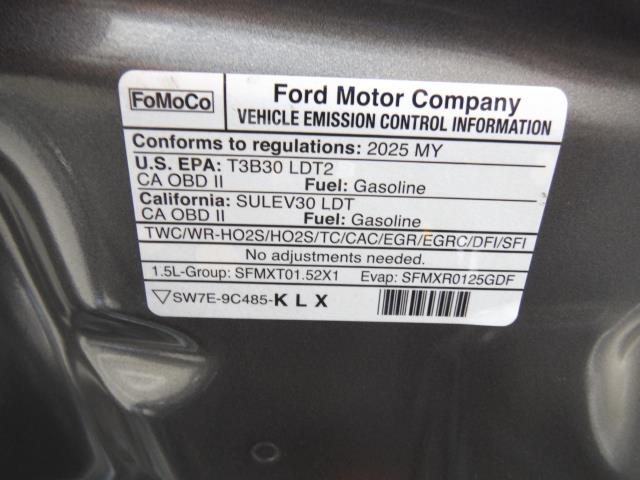 FoMoCo
Ford Motor Company
VEHICLE EMISSION CONTROL INFORMATION
Conforms to regulations: 2025 MY
U.S. EPA: T3B30 LDT2
CA OBD II Fuel: Gasoline
California: SULEV30 LDT
CA OBD II Fuel: Gasoline
TWC/WR-HO2S/HO2S/TC/CAC/EGR/EGRC/DFI/SFI
No adjustments needed.
1.5L-Group: SFMXT01.52X1 Evap: SFMXR0125GDF
SW7E-9C485-K L X